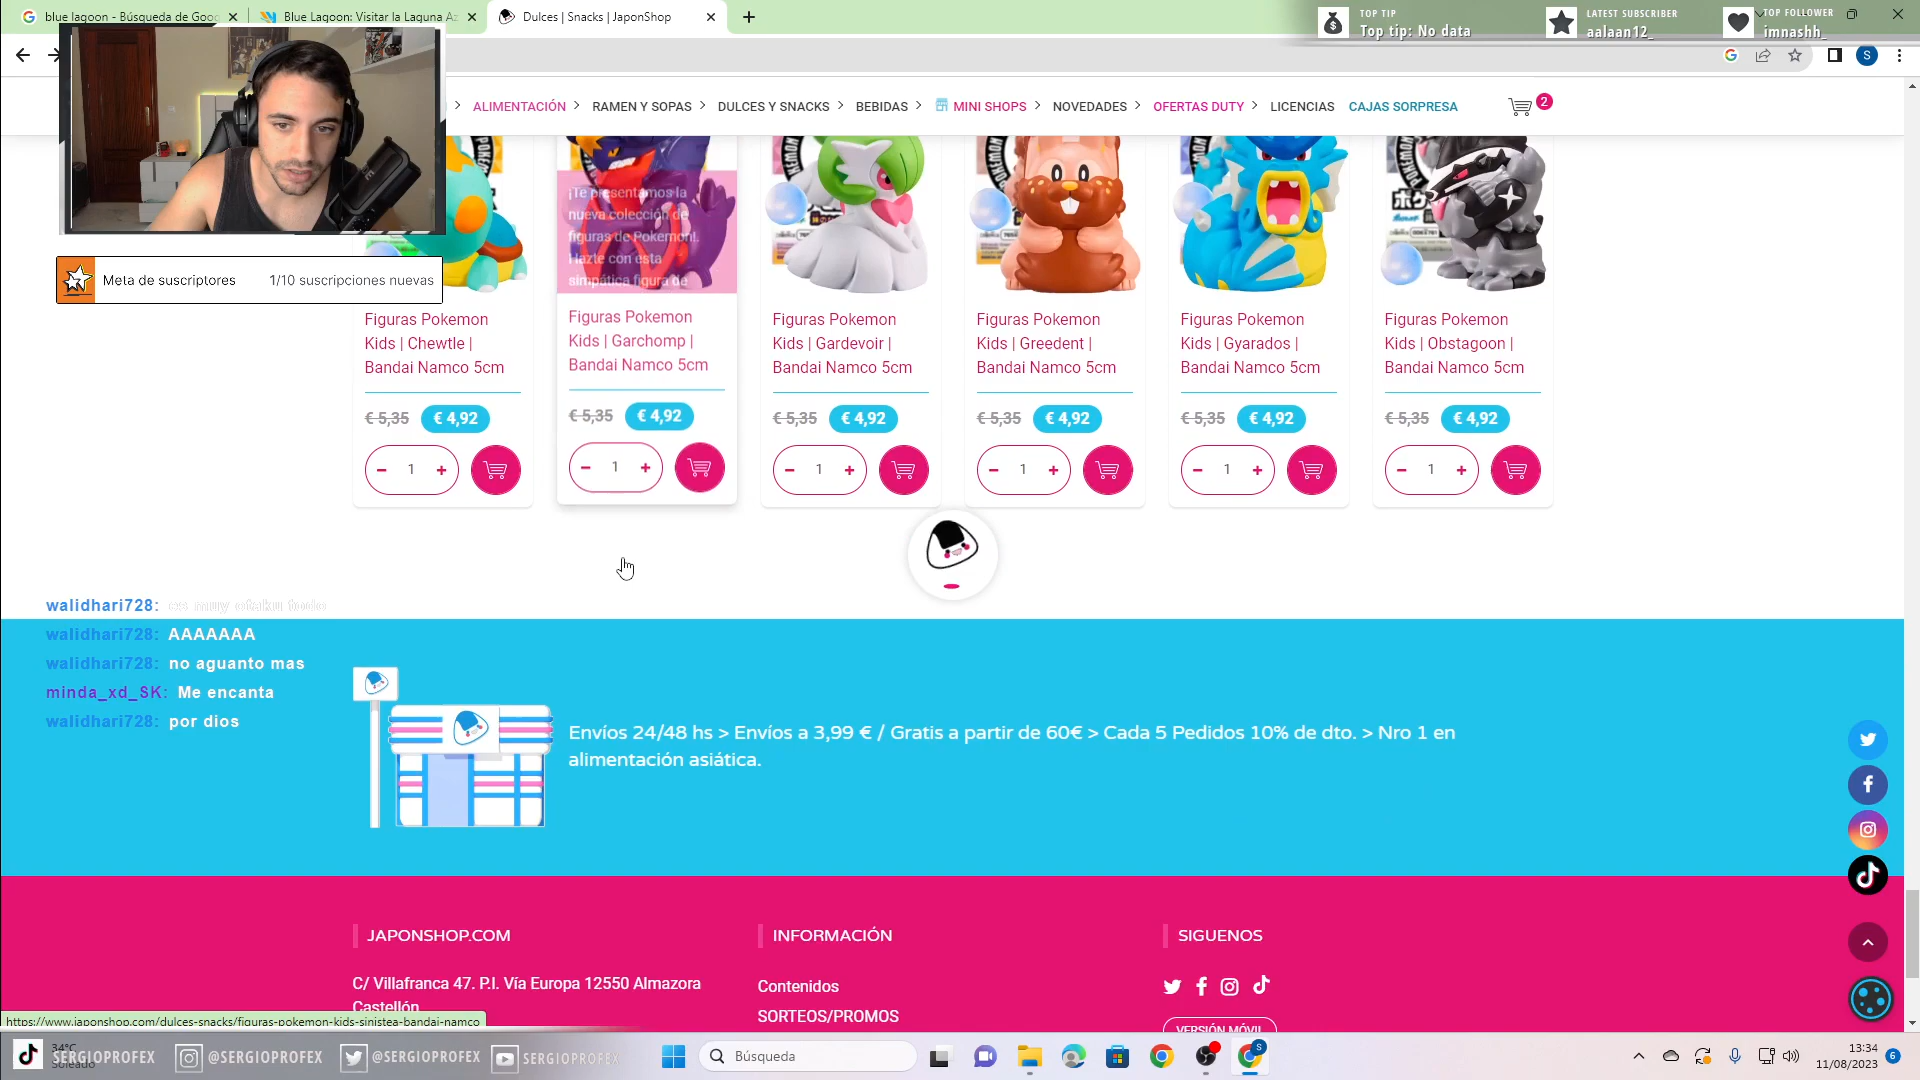 blue lagoon - Búsqueda de Goo
Blue Lagoon: Visitar la Laguna Az
Dulces | Snacks | JaponShop
TOP TIP
Top tip: No data
LATEST SUBSCRIBER
aalaan12_
TOP FOLLOWER
imnashh_
S
ALIMENTACIÓN
RAMEN Y SOPAS
DULCES Y SNACKS
BEBIDAS
MINI SHOPS
NOVEDADES
OFERTAS DUTY
LICENCIAS
CAJAS SORPRESA
2
Meta de suscriptores
1/10 suscripciones nuevas
¡Te presentamos la
nueva colección de
figuras de Pokemon!.
Hazte con esta
simpática figura de
Figuras Pokemon
Kids | Chewtle |
Bandai Namco 5cm
€ 5,35 € 4,92
- 1 +
Figuras Pokemon
Kids | Garchomp |
Bandai Namco 5cm
€ 5,35 € 4,92
- 1 +
Figuras Pokemon
Kids | Gardevoir |
Bandai Namco 5cm
€ 5,35 € 4,92
- 1 +
Figuras Pokemon
Kids | Greedent |
Bandai Namco 5cm
€ 5,35 € 4,92
- 1 +
Figuras Pokemon
Kids | Gyarados |
Bandai Namco 5cm
€ 5,35 € 4,92
- 1 +
Figuras Pokemon
Kids | Obstagoon |
Bandai Namco 5cm
€ 5,35 € 4,92
- 1 +
walidhari728: es muy otaku todo
walidhari728: AAAAAAA
walidhari728: no aguanto mas
minda_xd_SK: Me encanta
walidhari728: por dios
Envíos 24/48 hs > Envíos a 3,99 € / Gratis a partir de 60€ > Cada 5 Pedidos 10% de dto. > Nro 1 en
alimentación asiática.
JAPONSHOP.COM
C/ Villafranca 47. P.I. Vía Europa 12550 Almazora
Castellón
INFORMACIÓN
Contenidos
SORTEOS/PROMOS
SIGUENOS
VERSIÓN MÓVIL
https://www.japonshop.com/dulces-snacks/figuras-pokemon-kids-sinistea-bandai-namco
34°C
Soleado
SERGIOPROFEX
@SERGIOPROFEX
@SERGIOPROFEX
SERGIOPROFEX
Búsqueda
S
13:34
11/08/2023
6